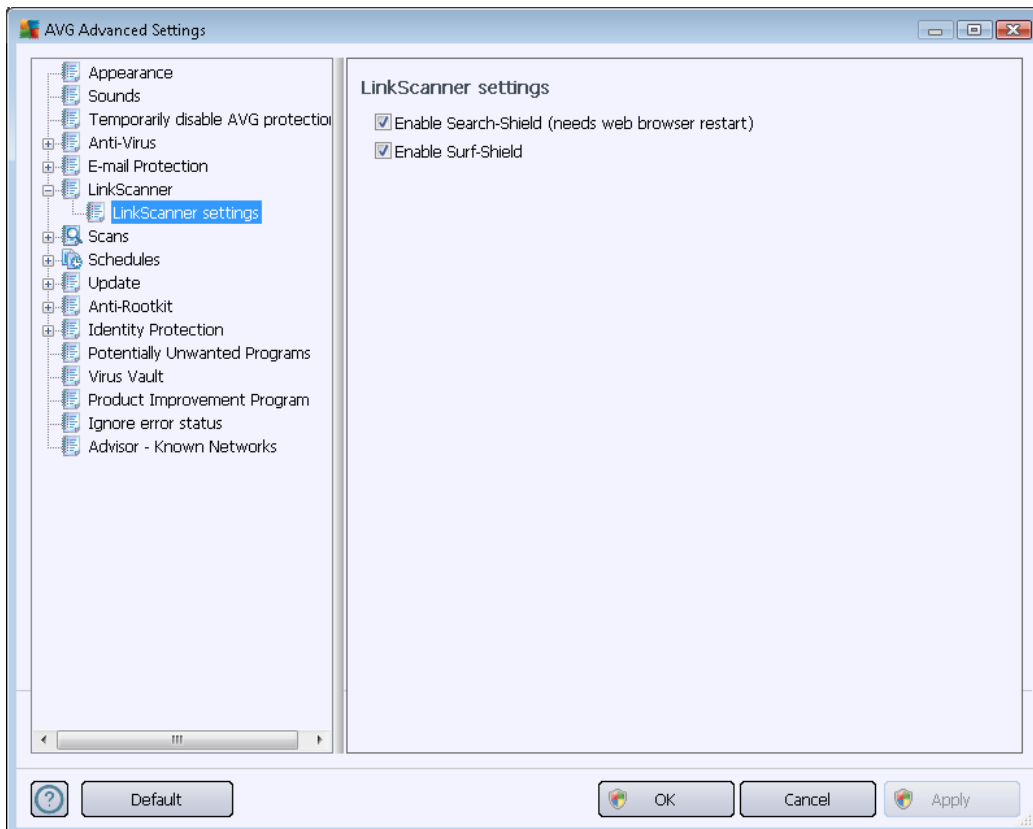 AVG Advanced Settings
Appearance
Sounds
Temporarily disable AVG protection
Anti-Virus
E-mail Protection
LinkScanner
LinkScanner settings
Scans
Schedules
Update
Anti-Rootkit
Identity Protection
Potentially Unwanted Programs
Virus Vault
Product Improvement Program
Ignore error status
Advisor - Known Networks
LinkScanner settings
Enable Search-Shield (needs web browser restart)
Enable Surf-Shield
? Default OK Cancel Apply